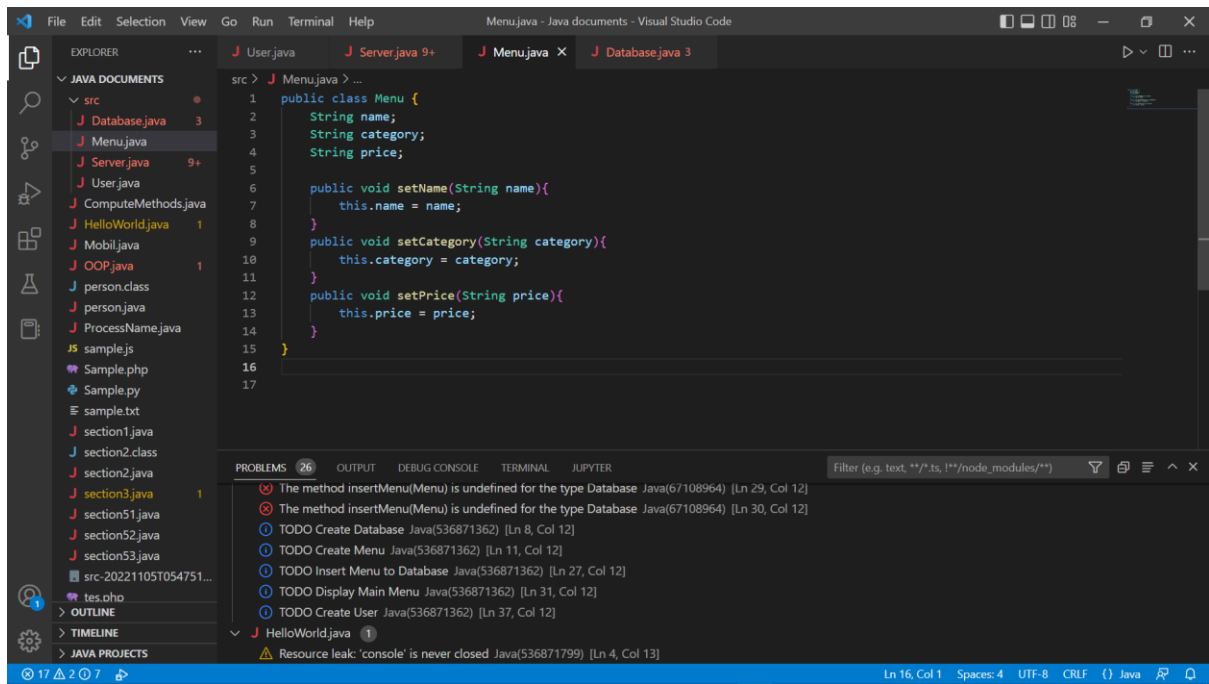 File Edit Selection View Go Run Terminal Help Menu.java - Java documents - Visual Studio Code
EXPLORER
JAVA DOCUMENTS
src
J Database.java 3
J Menu.java
J Server.java 9+
J User.java
J ComputeMethods.java
J HelloWorld.java 1
J Mobil.java
J OOP.java 1
J person.class
J person.java
J ProcessName.java
JS sample.js
Sample.php
Sample.py
sample.txt
J section1.java
J section2.class
J section2.java
J section3.java 1
J section51.java
J section52.java
J section53.java
src-20221105T054751...
tes.php
OUTLINE
TIMELINE
JAVA PROJECTS
J User.java J Server.java 9+ J Menu.java J Database.java 3
src > J Menu.java > ...
1 public class Menu {
2 String name;
3 String category;
4 String price;
5
6 public void setName(String name){
7 this.name = name;
8 }
9 public void setCategory(String category){
10 this.category = category;
11 }
12 public void setPrice(String price){
13 this.price = price;
14 }
15 }
16
17
PROBLEMS 26 OUTPUT DEBUG CONSOLE TERMINAL JUPYTER Filter (e.g. text, **/*.ts, !**/node_modules/**)
The method insertMenu(Menu) is undefined for the type Database Java(67108964) [Ln 29, Col 12]
The method insertMenu(Menu) is undefined for the type Database Java(67108964) [Ln 30, Col 12]
TODO Create Database Java(536871362) [Ln 8, Col 12]
TODO Create Menu Java(536871362) [Ln 11, Col 12]
TODO Insert Menu to Database Java(536871362) [Ln 27, Col 12]
TODO Display Main Menu Java(536871362) [Ln 31, Col 12]
TODO Create User Java(536871362) [Ln 37, Col 12]
J HelloWorld.java 1
Resource leak: 'console' is never closed Java(536871799) [Ln 4, Col 13]
1
17 2 7 Ln 16, Col 1 Spaces: 4 UTF-8 CRLF {} Java